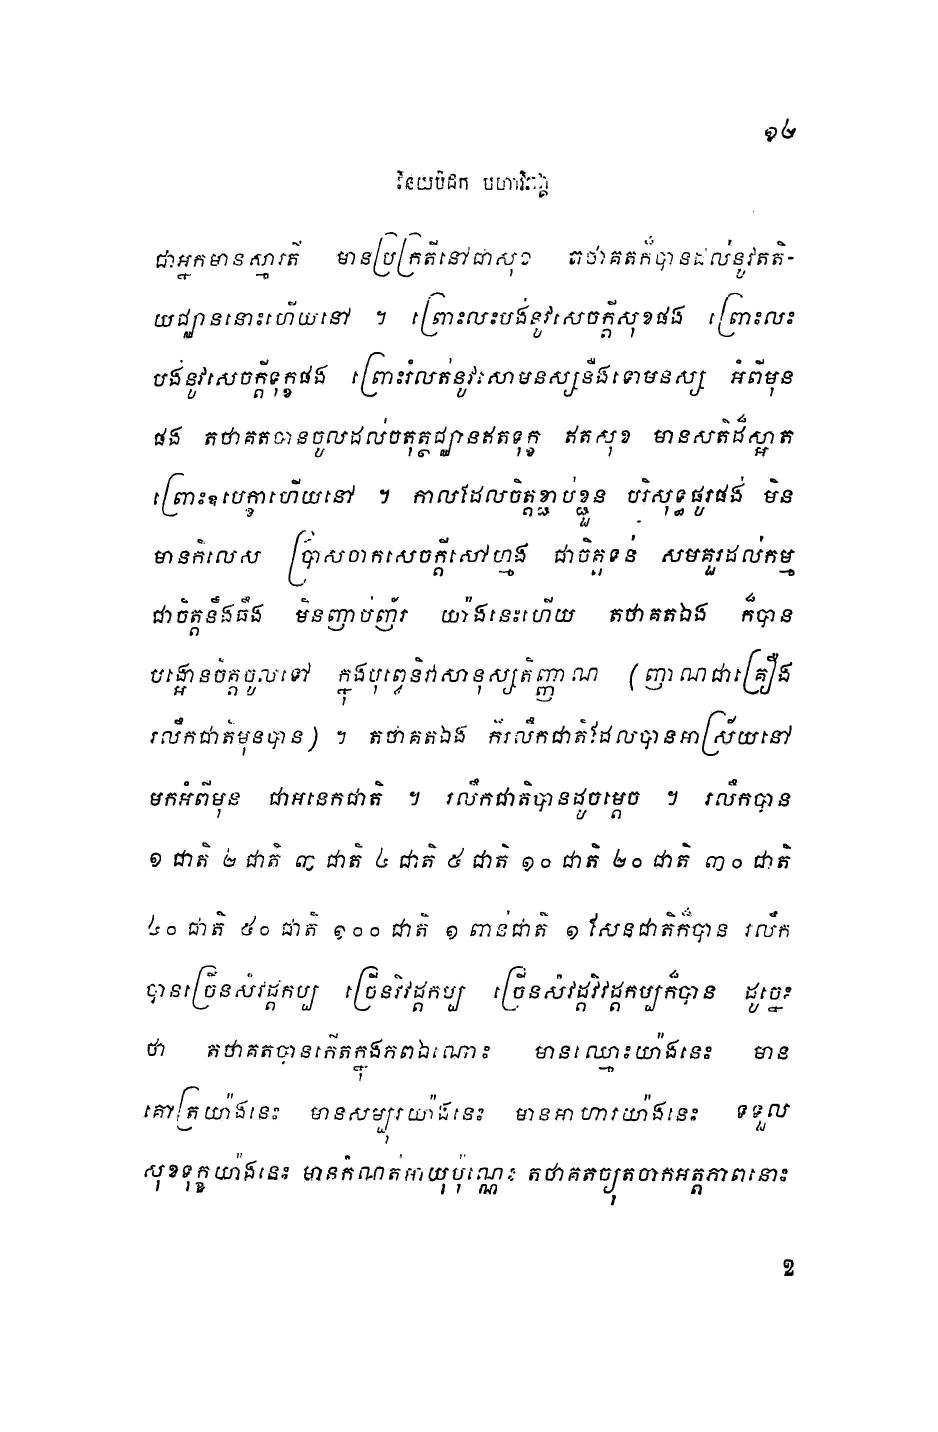 ១៤
វិនយបិដក មហាវិភង្គ
ជាអ្នកមានស្មារតី មានប្រក្រតីនៅជាសុខ តថាគតក៏បានដល់នូវតតិ-
យជ្ឈាននោះហើយនៅ ។ ព្រោះលះបង់នូវសេចក្តីសុខផង ព្រោះលះ
បង់នូវសេចក្តីទុក្ខផង ព្រោះរំលត់នូវសោមនស្សនឹងទោមនស្ស អំពីមុន
ផង តថាគតបានចូលដល់ចតុត្ថជ្ឈានឥតទុក្ខ ឥតសុខ មានសតិដ៏ស្អាត
ព្រោះឧបេក្ខាហើយនៅ ។ កាលដែលចិត្តខ្ជាប់ខ្ជួន បរិសុទ្ធផូរផង់ មិន
មានកិលេស ប្រាសចាកសេចក្តីសៅហ្មង ជាចិត្តទន់ សមគួរដល់កម្ម
ជាចិត្តនឹងធឹង មិនញាប់ញ័រ យ៉ាងនេះហើយ តថាគតឯង ក៏បាន
បង្អោនចិត្តចូលទៅ ក្នុងបុព្វេនិវាសានុស្សតិញ្ញាណ (ញាណជាគ្រឿង
រលឹកជាតិមុនបាន) ។ តថាគតឯង ក៏រលឹកជាតិដែលបានអាស្រ័យនៅ
មកអំពីមុន ជាអនេកជាតិ ។ រលឹកជាតិបានដូចម្តេច ។ រលឹកបាន
១ ជាតិ ២ ជាតិ ៣ ជាតិ ៤ ជាតិ ៥ ជាតិ ១០ ជាតិ ២០ ជាតិ ៣០ ជាតិ
៤០ ជាតិ ៥០ ជាតិ ១០០ ជាតិ ១ ពាន់ជាតិ ១ សែនជាតិក៏បាន រលឹក
បានច្រើនសំវដ្តកប្ប ច្រើនវិវដ្តកប្ប ច្រើនសំវដ្តវិវដ្តកប្បក៏បាន ដូច្នេះ
ថា តថាគតបានកើតក្នុងភពឯណោះ មានឈ្មោះយ៉ាងនេះ មាន
គោត្រយ៉ាងនេះ មានសម្បុរយ៉ាងនេះ មានអាហារយ៉ាងនេះ ទទួល
សុខទុក្ខយ៉ាងនេះ មានកំណត់អាយុប៉ុណ្ណេះ តថាគតច្យុតចាកអត្តភាពនោះ
2